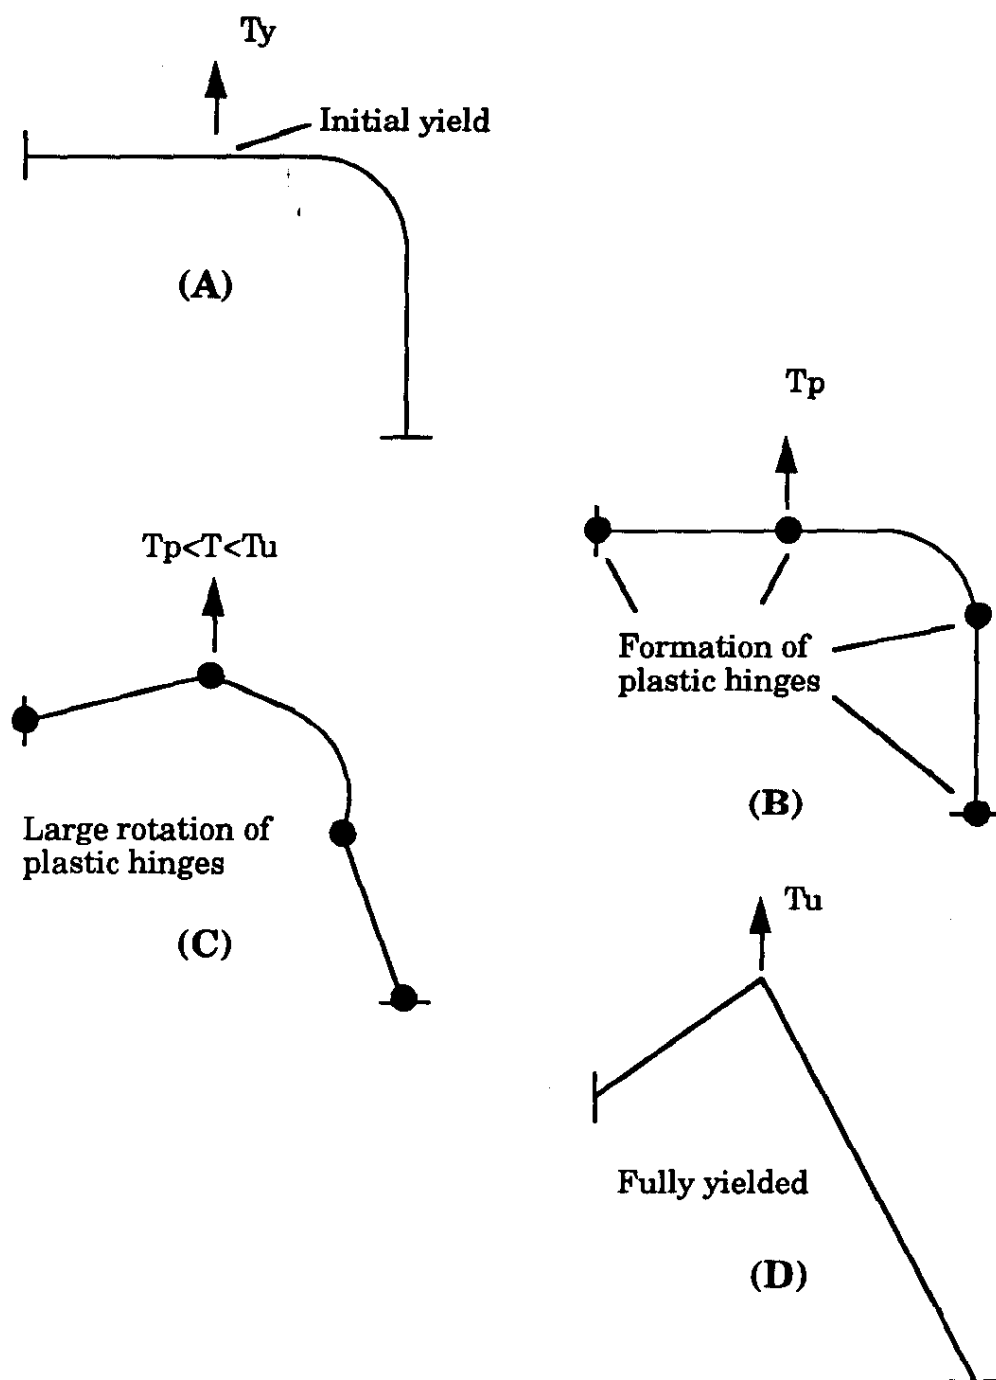 Ty
Initial yield
(A)
Tp
Formation of
plastic hinges
(B)
Tp<T<Tu
Large rotation of
plastic hinges
(C)
Tu
Fully yielded
(D)